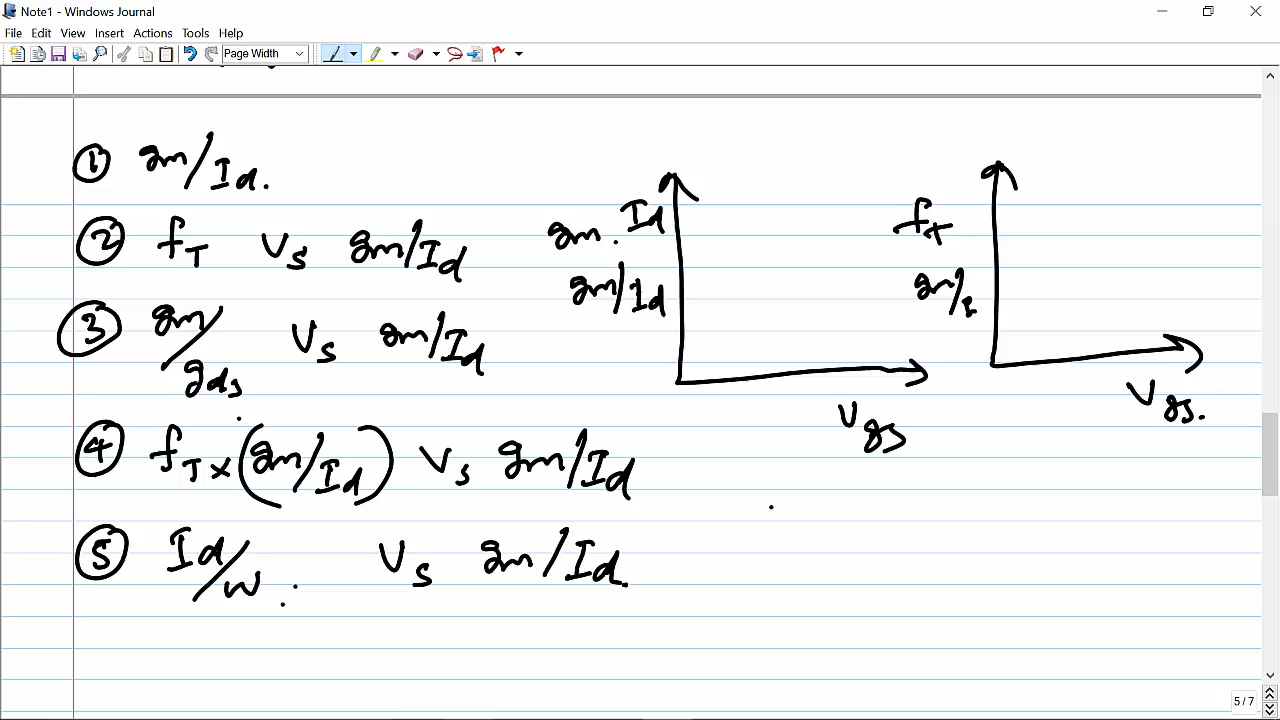 Note1 - Windows Journal
File Edit View Insert Actions Tools Help
Page Width
① gm/Id.
② fT Vs gm/Id
③ gm/gds Vs gm/Id
④ fT x (gm/Id) Vs gm/Id
⑤ Id/W Vs gm/Id.
gm . Id
gm/Id
Vgs
fT
gm/I
Vgs.
5 / 7